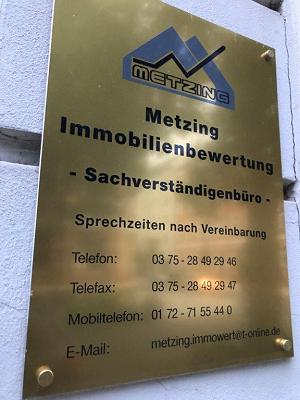 METZING
Metzing
Immobilienbewertung
- Sachverständigenbüro -
Sprechzeiten nach Vereinbarung
Telefon: 03 75 - 28 49 29 46
Telefax: 03 75 - 28 49 29 47
Mobiltelefon: 01 72 - 71 55 44 0
E-Mail: metzing.immowert@t-online.de